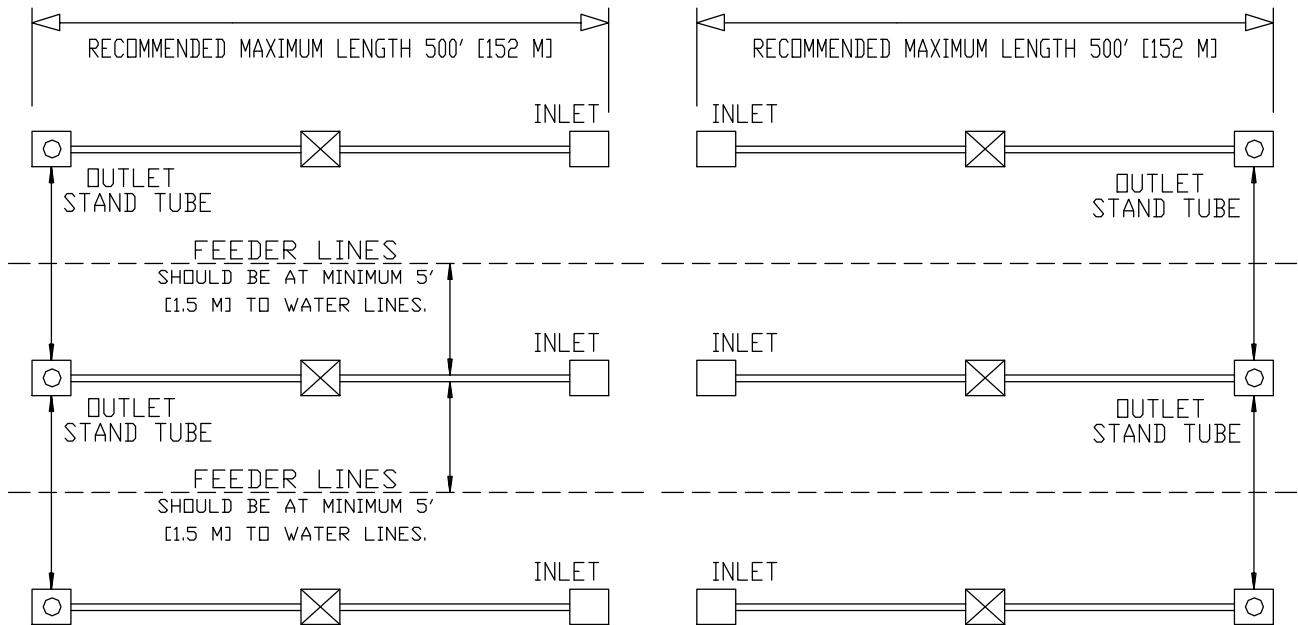 RECOMMENDED MAXIMUM LENGTH 500' [152 M]
RECOMMENDED MAXIMUM LENGTH 500' [152 M]
INLET
INLET
OUTLET
STAND TUBE
OUTLET
STAND TUBE
FEEDER LINES
SHOULD BE AT MINIMUM 5'
[1.5 M] TO WATER LINES.
INLET
INLET
OUTLET
STAND TUBE
OUTLET
STAND TUBE
FEEDER LINES
SHOULD BE AT MINIMUM 5'
[1.5 M] TO WATER LINES.
INLET
INLET